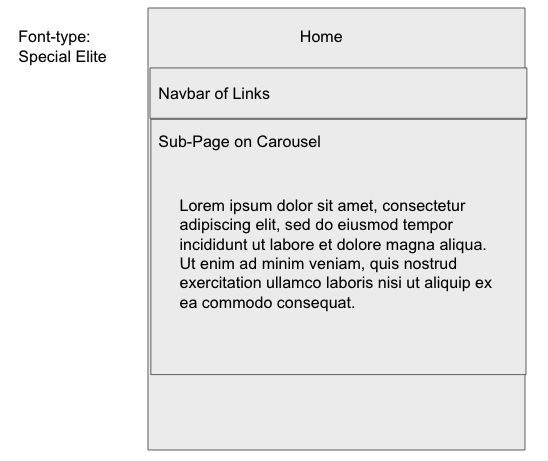 Font-type:
Special Elite
Home
Navbar of Links
Sub-Page on Carousel
Lorem ipsum dolor sit amet, consectetur
adipiscing elit, sed do eiusmod tempor
incididunt ut labore et dolore magna aliqua.
Ut enim ad minim veniam, quis nostrud
exercitation ullamco laboris nisi ut aliquip ex
ea commodo consequat.